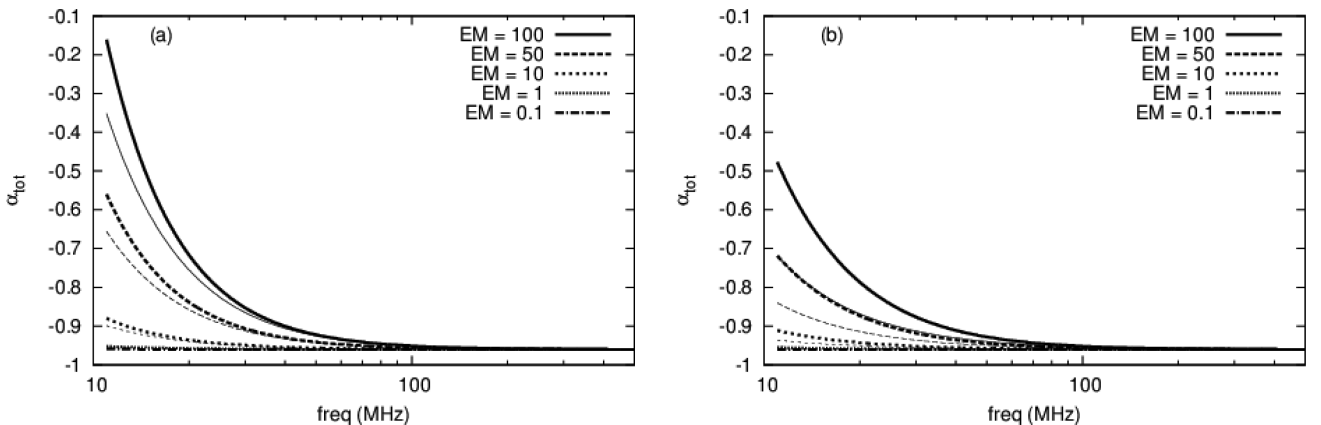 -0.1
(a)
EM = 100
-0.2
EM = 50
EM = 10
-0.3
EM = 1
EM = 0.1
-0.4
-0.5
αtot
-0.6
-0.7
-0.8
-0.9
-1
10
100
freq (MHz)
-0.1
(b)
EM = 100
-0.2
EM = 50
EM = 10
-0.3
EM = 1
EM = 0.1
-0.4
-0.5
αtot
-0.6
-0.7
-0.8
-0.9
-1
10
100
freq (MHz)